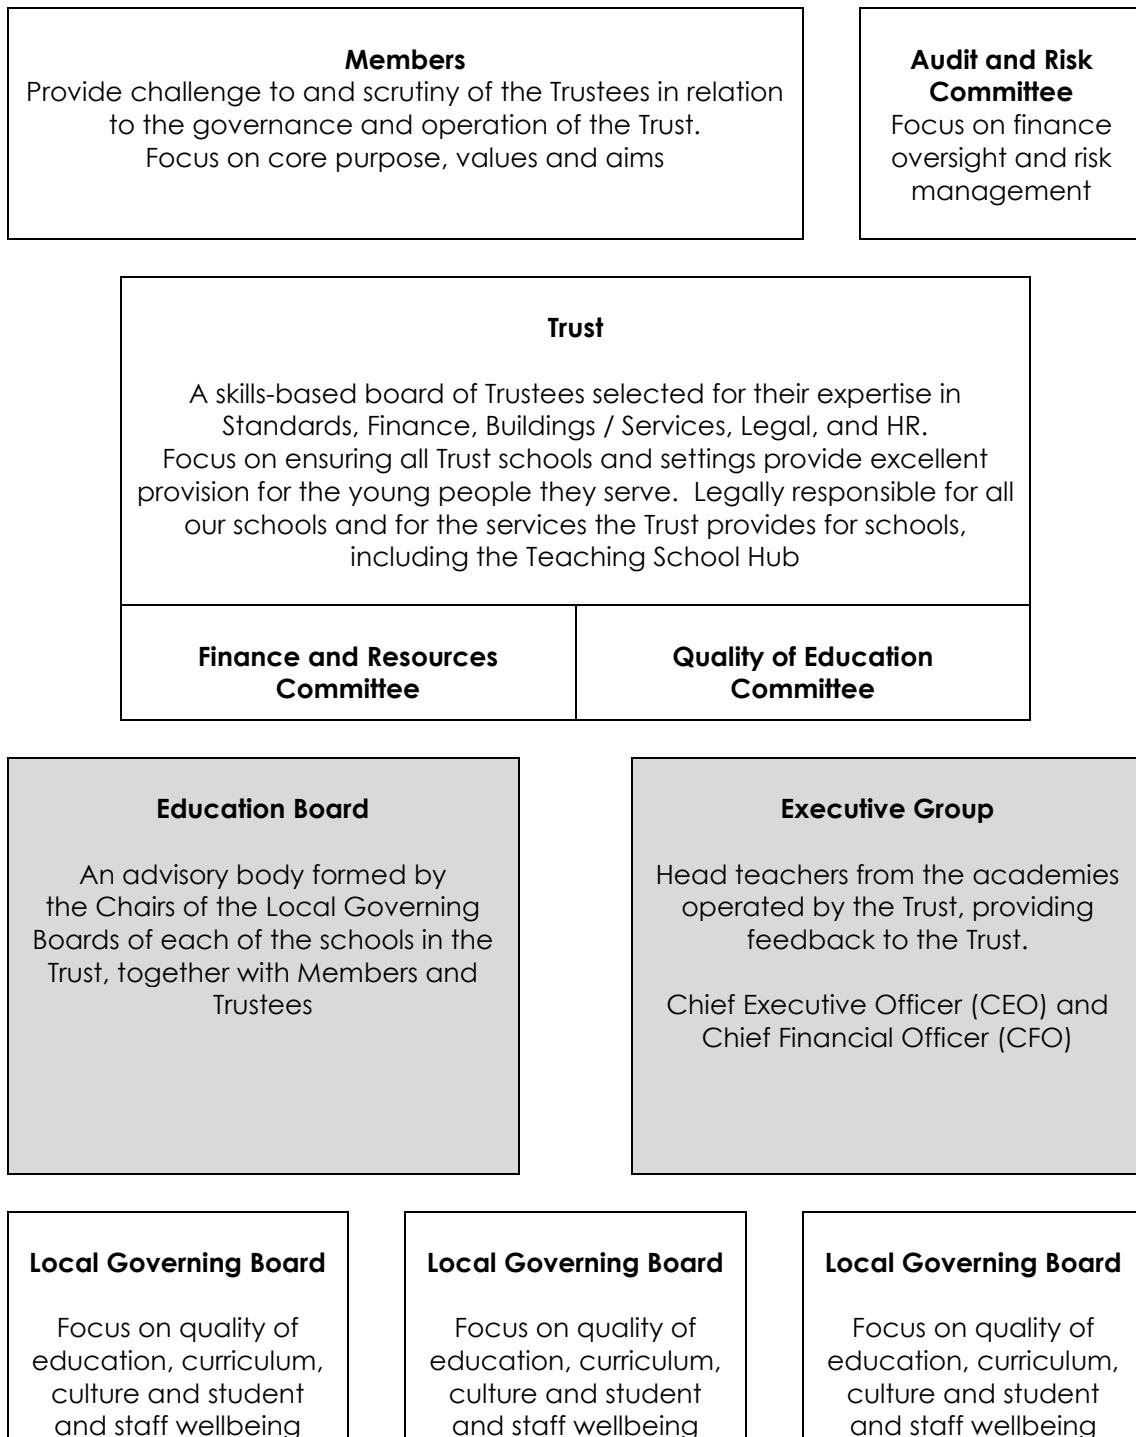 Members
Provide challenge to and scrutiny of the Trustees in relation
to the governance and operation of the Trust.
Focus on core purpose, values and aims
Audit and Risk
Committee
Focus on finance
oversight and risk
management
Trust
A skills-based board of Trustees selected for their expertise in
Standards, Finance, Buildings / Services, Legal, and HR.
Focus on ensuring all Trust schools and settings provide excellent
provision for the young people they serve.  Legally responsible for all
our schools and for the services the Trust provides for schools,
including the Teaching School Hub
Finance and Resources
Committee
Quality of Education
Committee
Education Board
An advisory body formed by
the Chairs of the Local Governing
Boards of each of the schools in the
Trust, together with Members and
Trustees
Executive Group
Head teachers from the academies
operated by the Trust, providing
feedback to the Trust.
Chief Executive Officer (CEO) and
Chief Financial Officer (CFO)
Local Governing Board
Focus on quality of
education, curriculum,
culture and student
and staff wellbeing
Local Governing Board
Focus on quality of
education, curriculum,
culture and student
and staff wellbeing
Local Governing Board
Focus on quality of
education, curriculum,
culture and student
and staff wellbeing